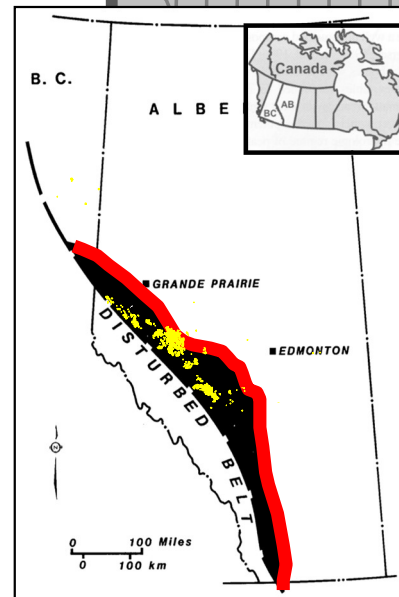 B. C.
ALBE
Canada
AB
BC
GRANDE PRAIRIE
EDMONTON
DISTURBED BELT
N
0 100 Miles
0 100 km